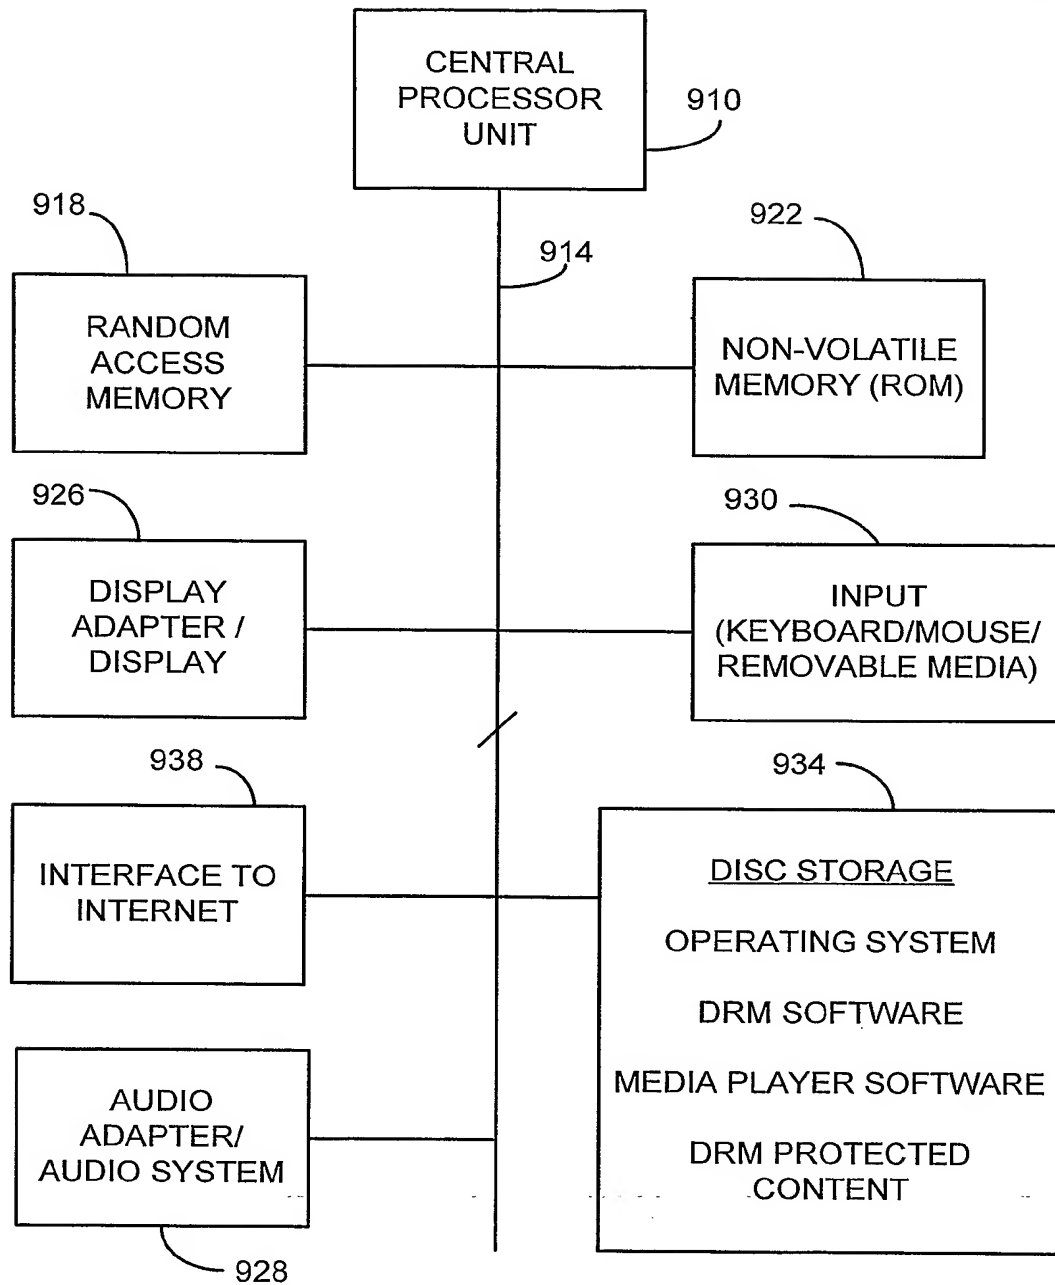 CENTRAL
PROCESSOR
UNIT
910
918
914
922
RANDOM
ACCESS
MEMORY
NON-VOLATILE
MEMORY (ROM)
926
930
DISPLAY
ADAPTER /
DISPLAY
INPUT
(KEYBOARD/MOUSE/
REMOVABLE MEDIA)
938
934
INTERFACE TO
INTERNET
DISC STORAGE
OPERATING SYSTEM
DRM SOFTWARE
MEDIA PLAYER SOFTWARE
DRM PROTECTED
CONTENT
AUDIO
ADAPTER/
AUDIO SYSTEM
928